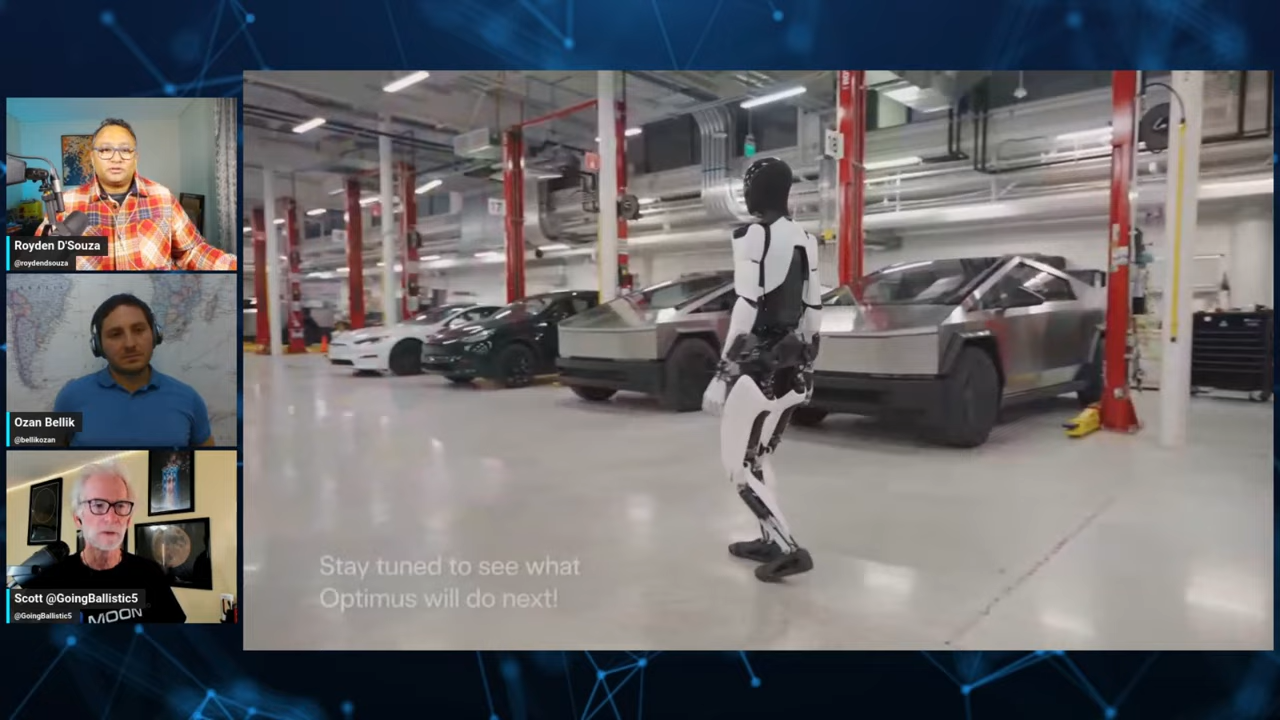 Royden D'Souza
@roydendsouza
Ozan Bellik
@bellikozan
Scott @GoingBallistic5
@GoingBallistic5
MOON
17
Stay tuned to see what
Optimus will do next!